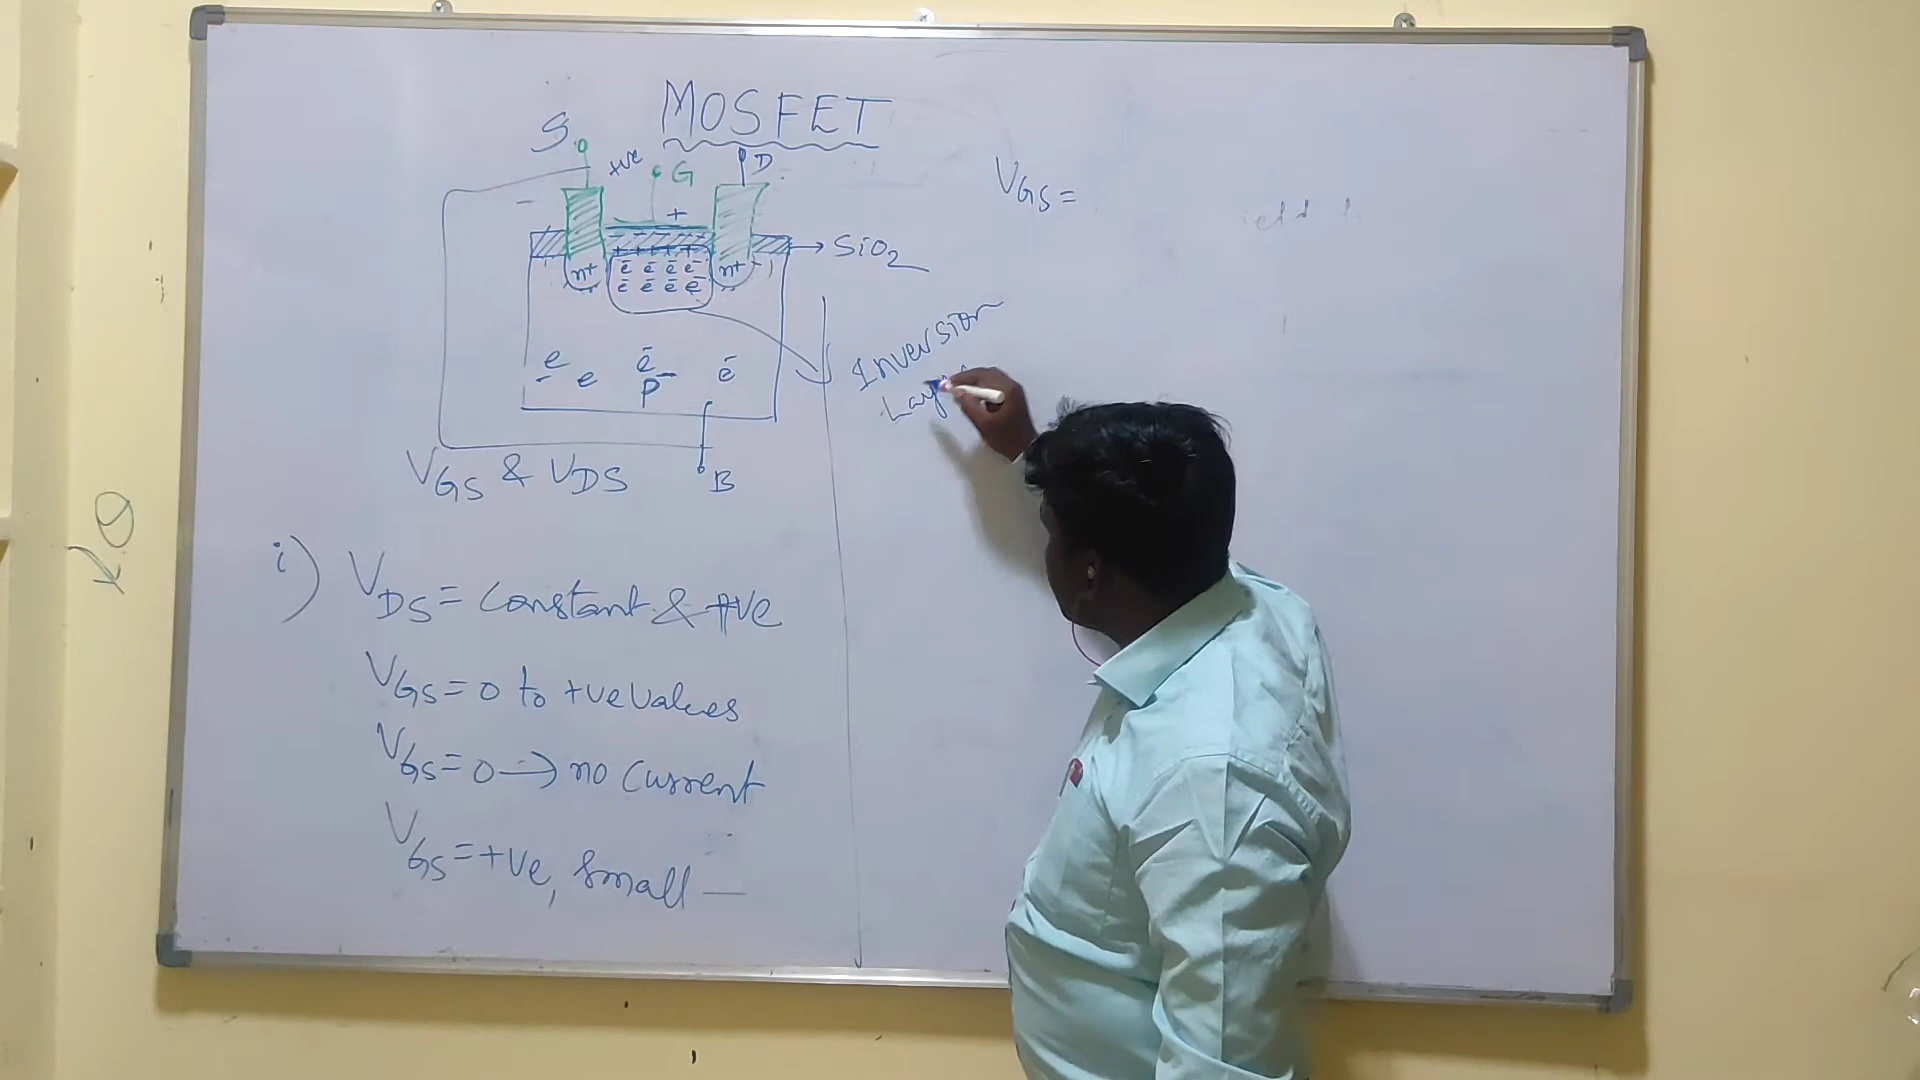 MOSFET
S
+ve
G
D
+
n+
n+
SiO2
e̅ e̅ e̅ e̅
e̅ e̅ e̅ e̅
e e e̅ e̅
P
B
VGS & VDS
i) VDS = Constant & +ve
VGS = 0 to +ve values
VGS = 0 → no current
VGS = +ve, small —
VGS =
Inversion
Lay
K.O